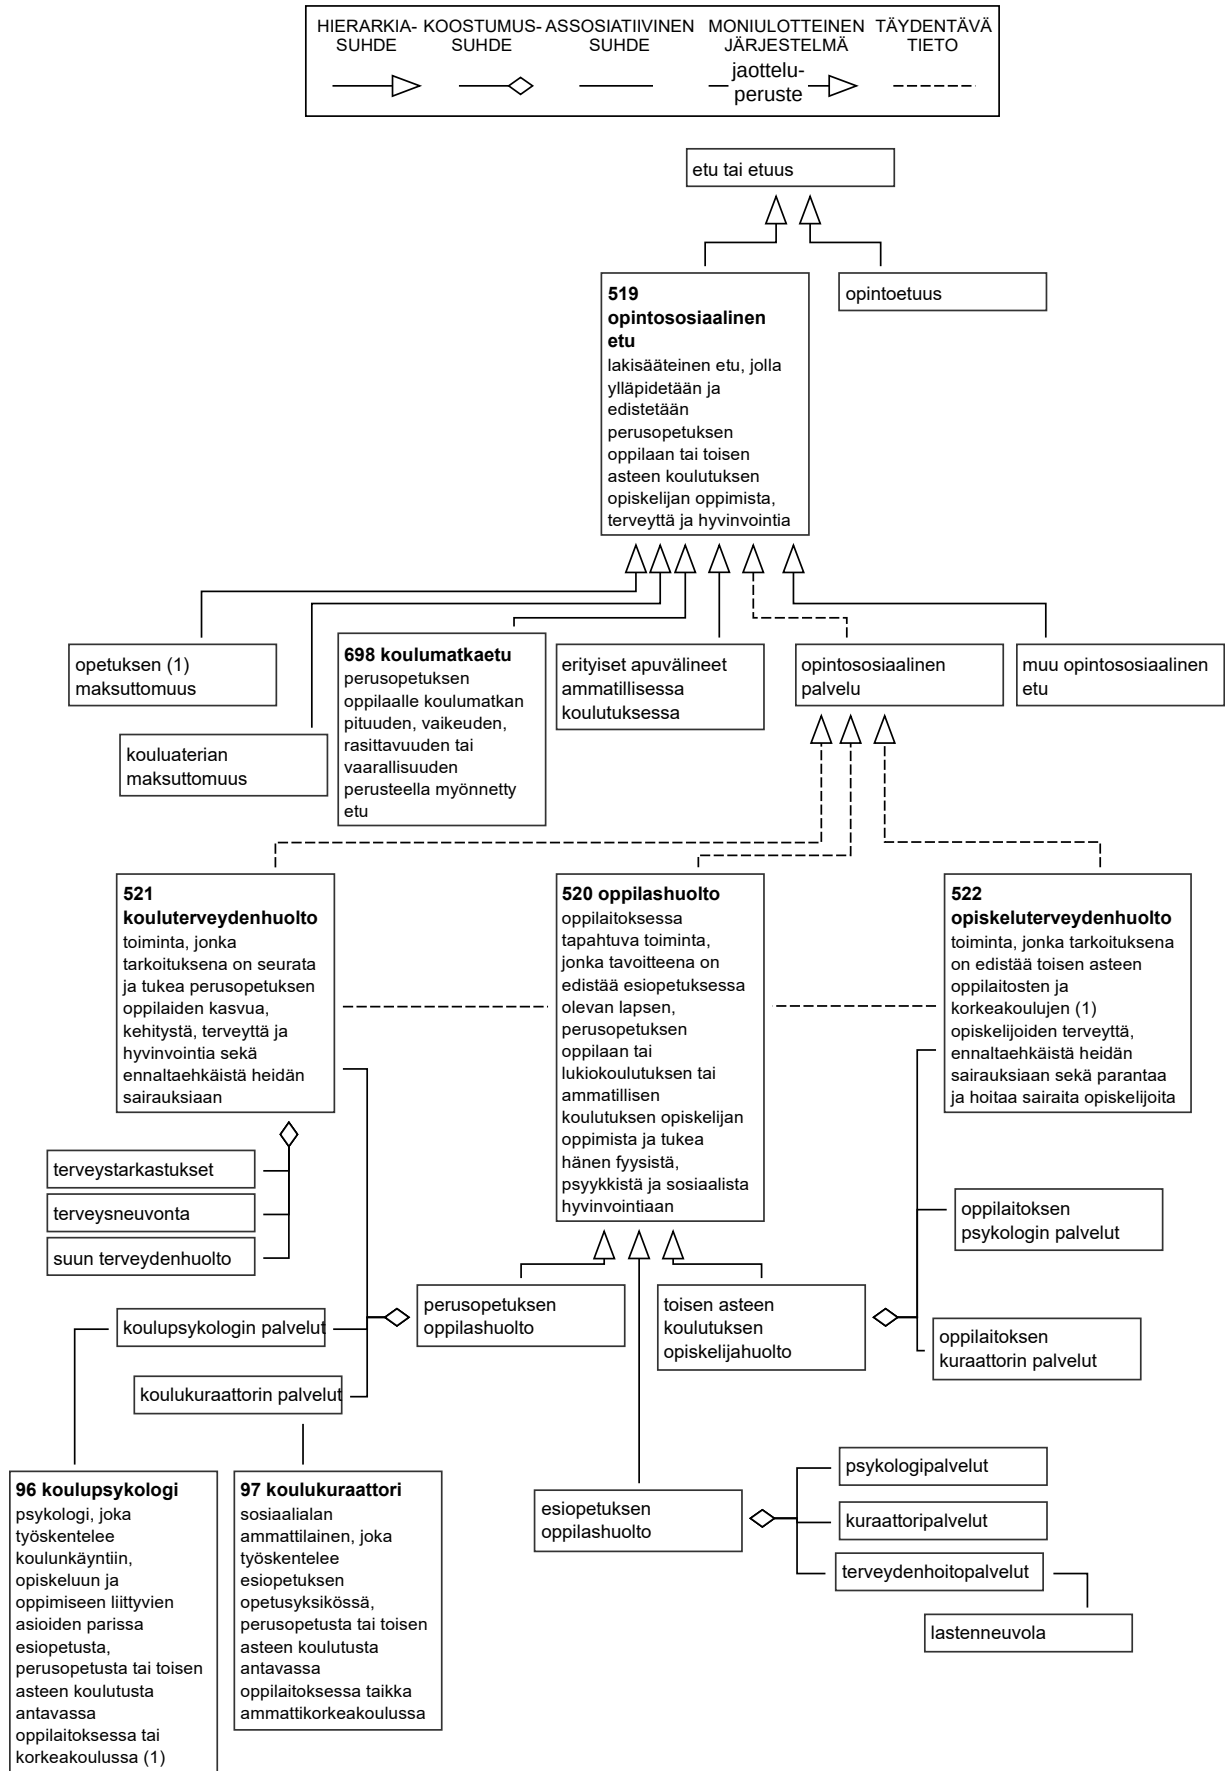 HIERARKIA-
SUHDE
KOOSTUMUS-
SUHDE
ASSOSIATIIVINEN
SUHDE
MONIULOTTEINEN
JÄRJESTELMÄ
jaottelu-
peruste
TÄYDENTÄVÄ
TIETO
etu tai etuus
519
opintososiaalinen
etu
lakisääteinen etu, jolla
ylläpidetään ja
edistetään
perusopetuksen
oppilaan tai toisen
asteen koulutuksen
opiskelijan oppimista,
terveyttä ja hyvinvointia
opintoetuus
opetuksen (1)
maksuttomuus
kouluaterian
maksuttomuus
698 koulumatkaetu
perusopetuksen
oppilaalle koulumatkan
pituuden, vaikeuden,
rasittavuuden tai
vaarallisuuden
perusteella myönnetty
etu
erityiset apuvälineet
ammatillisessa
koulutuksessa
opintososiaalinen
palvelu
muu opintososiaalinen
etu
521
kouluterveydenhuolto
toiminta, jonka
tarkoituksena on seurata
ja tukea perusopetuksen
oppilaiden kasvua,
kehitystä, terveyttä ja
hyvinvointia sekä
ennaltaehkäistä heidän
sairauksiaan
520 oppilashuolto
oppilaitoksessa
tapahtuva toiminta,
jonka tavoitteena on
edistää esiopetuksessa
olevan lapsen,
perusopetuksen
oppilaan tai
lukiokoulutuksen tai
ammatillisen
koulutuksen opiskelijan
oppimista ja tukea
hänen fyysistä,
psyykkistä ja sosiaalista
hyvinvointiaan
522
opiskeluterveydenhuolto
toiminta, jonka tarkoituksena
on edistää toisen asteen
oppilaitosten ja
korkeakoulujen (1)
opiskelijoiden terveyttä,
ennaltaehkäistä heidän
sairauksiaan sekä parantaa
ja hoitaa sairaita opiskelijoita
terveystarkastukset
terveysneuvonta
suun terveydenhuolto
koulupsykologin palvelut
koulukuraattorin palvelut
perusopetuksen
oppilashuolto
toisen asteen
koulutuksen
opiskelijahuolto
oppilaitoksen
psykologin palvelut
oppilaitoksen
kuraattorin palvelut
96 koulupsykologi
psykologi, joka
työskentelee
koulunkäyntiin,
opiskeluun ja
oppimiseen liittyvien
asioiden parissa
esiopetusta,
perusopetusta tai toisen
asteen koulutusta
antavassa
oppilaitoksessa tai
korkeakoulussa (1)
97 koulukuraattori
sosiaalialan
ammattilainen, joka
työskentelee
esiopetuksen
opetusyksikössä,
perusopetusta tai toisen
asteen koulutusta
antavassa
oppilaitoksessa taikka
ammattikorkeakoulussa
esiopetuksen
oppilashuolto
psykologipalvelut
kuraattoripalvelut
terveydenhoitopalvelut
lastenneuvola